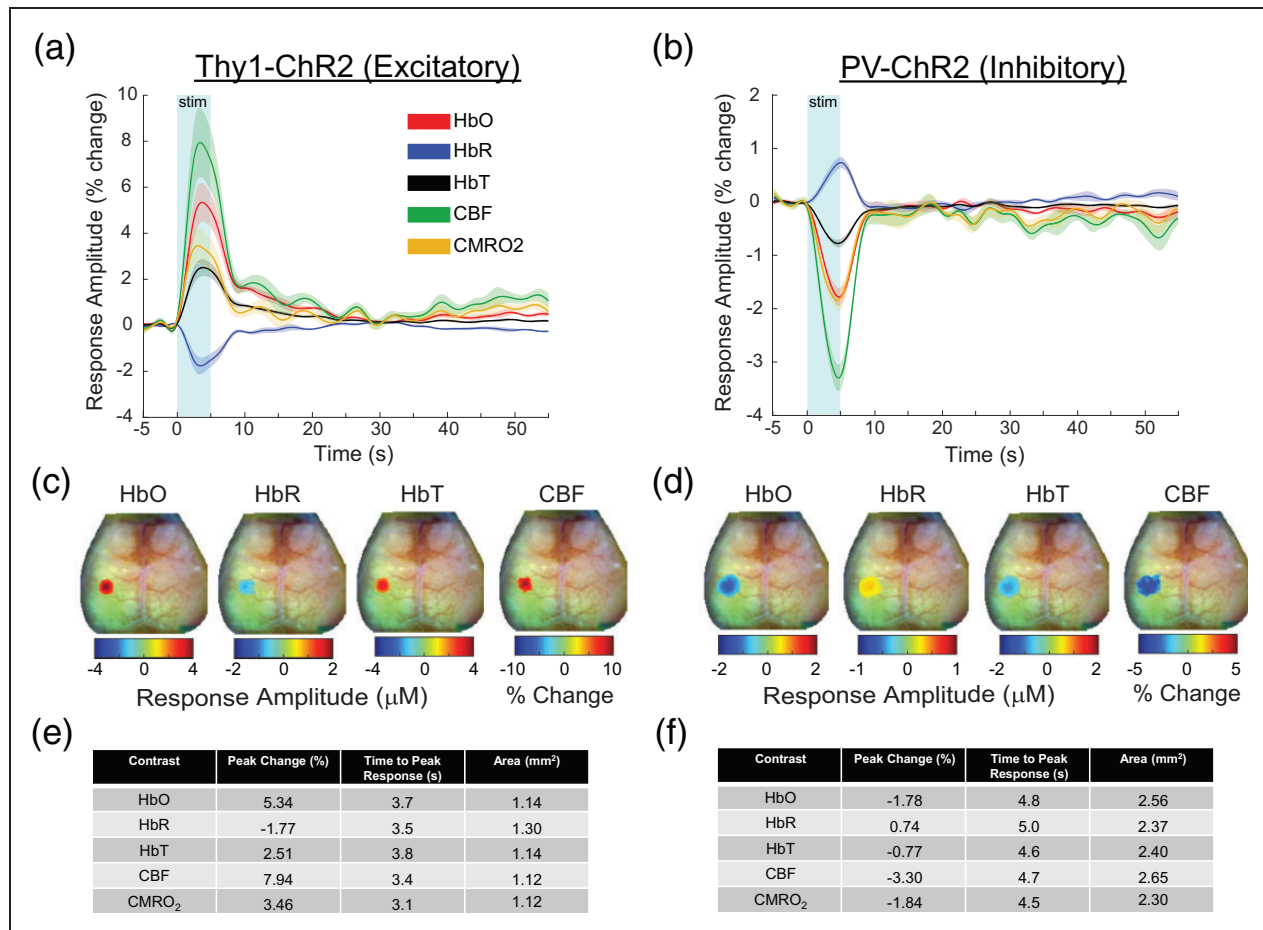 (a)
Thy1-ChR2 (Excitatory)
Response Amplitude (% change)
10
8
6
4
2
0
-2
-4
stim
HbO
HbR
HbT
CBF
CMRO2
-5 0 10 20 30 40 50
Time (s)
(b)
PV-ChR2 (Inhibitory)
Response Amplitude (% change)
2
1
0
-1
-2
-3
-4
stim
-5 0 10 20 30 40 50
Time (s)
(c)
HbO HbR HbT CBF
-4 0 4 -2 0 2 -4 0 4 -10 0 10
Response Amplitude (μM) % Change
(d)
HbO HbR HbT CBF
-2 0 2 -1 0 1 -2 0 2 -5 0 5
Response Amplitude (μM) % Change
(e)
Contrast Peak Change (%) Time to Peak Response (s) Area (mm²)
HbO 5.34 3.7 1.14
HbR -1.77 3.5 1.30
HbT 2.51 3.8 1.14
CBF 7.94 3.4 1.12
CMRO₂ 3.46 3.1 1.12
(f)
Contrast Peak Change (%) Time to Peak Response (s) Area (mm²)
HbO -1.78 4.8 2.56
HbR 0.74 5.0 2.37
HbT -0.77 4.6 2.40
CBF -3.30 4.7 2.65
CMRO₂ -1.84 4.5 2.30